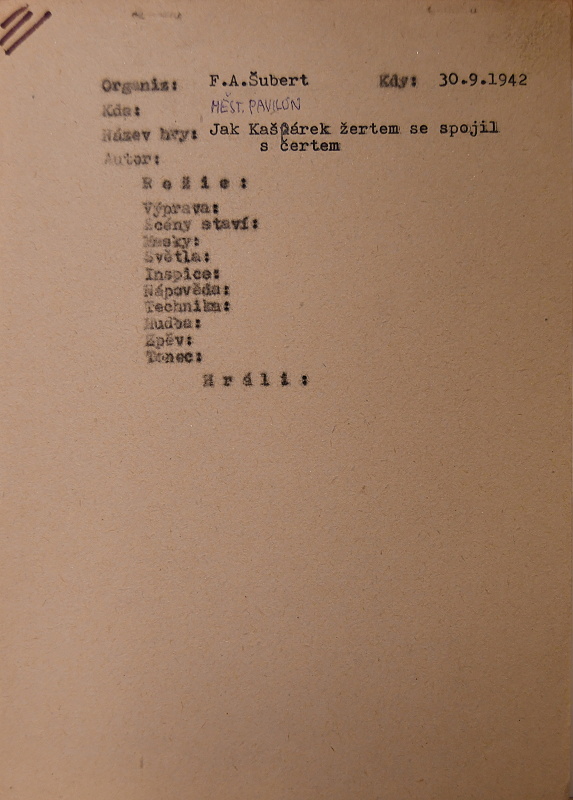 Organiz: F.A.Šubert Kdy: 30.9.1942
Kde: MĚST. PAVILON
Název hry: Jak Kašpárek žertem se spojil
s čertem
Autor:
Režie:
Výprava:
Scény staví:
Masky:
Světla:
Inspice:
Nápověda:
Technika:
Hudba:
Zpěv:
Tanec:
Hráli: